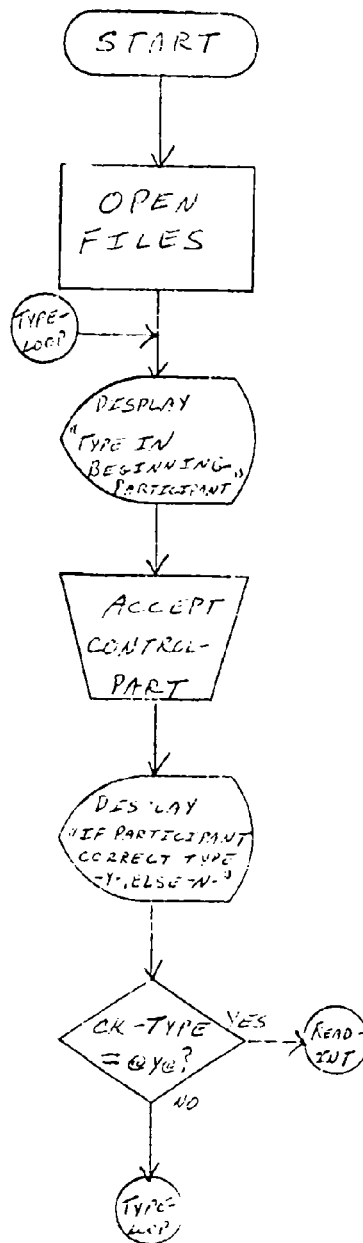 START
OPEN
FILES
TYPE-
LOOP
DISPLAY
"TYPE IN
BEGINNING-
PARTICIPANT"
ACCEPT
CONTROL-
PART
DISPLAY
"IF PARTICIPANT
CORRECT TYPE
-Y-, ELSE -N-"
CK-TYPE
= @Y@?
YES
READ-
INT
NO
TYPE-
LOOP